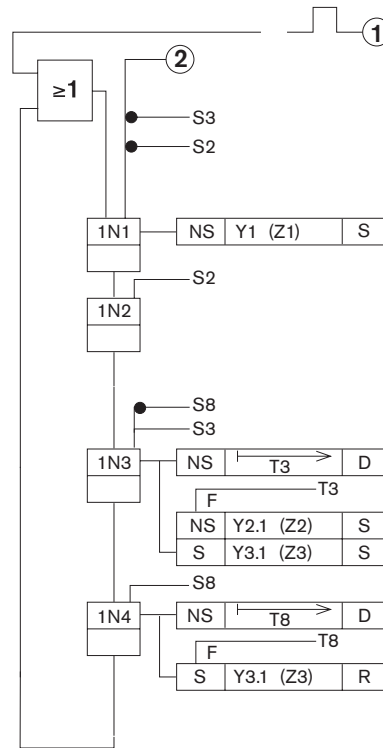 1
≥1
2
S3
S2
1N1 NS Y1 (Z1) S
S2
1N2
S8
S3
1N3 NS T3 D
T3
F
NS Y2.1 (Z2) S
S Y3.1 (Z3) S
S8
1N4 NS T8 D
T8
F
S Y3.1 (Z3) R